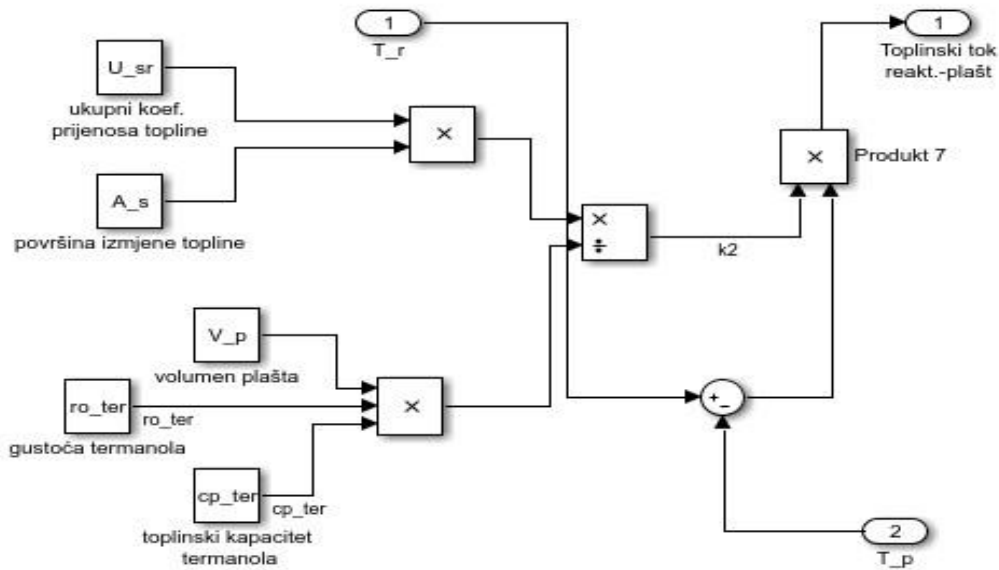 1
T_r
1
Toplinski tok
reakt.-plašt
U_sr
ukupni koef.
prijenosa topline
×
×
Produkt 7
A_s
površina izmjene topline
×
÷
k2
V_p
volumen plašta
ro_ter
ro_ter
gustoća termanola
×
+
-
cp_ter
cp_ter
toplinski kapacitet
termanola
2
T_p